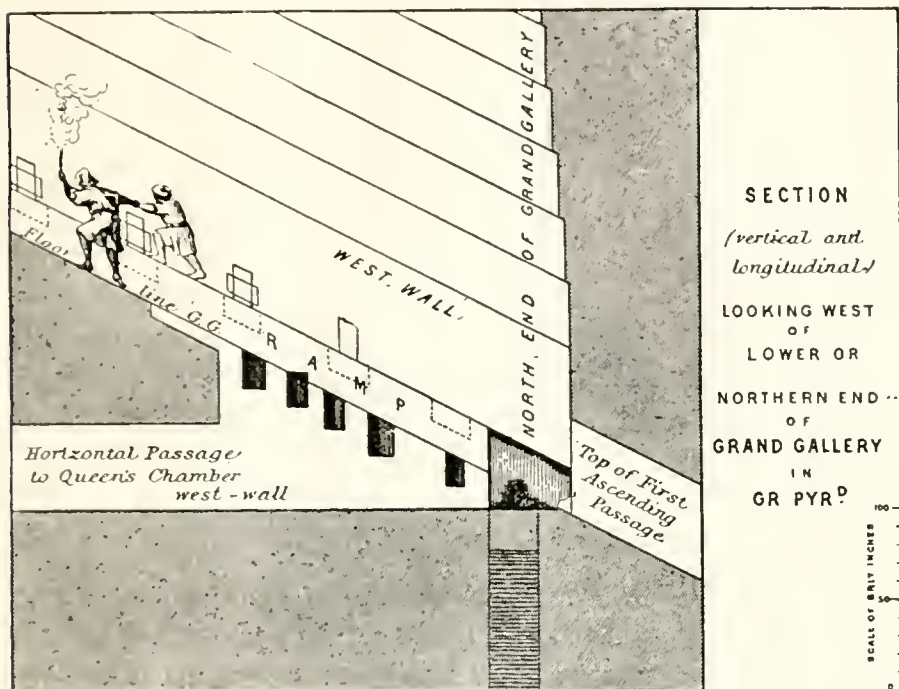 NORTH END OF GRAND GALLERY
WEST WALL
Floor line G.G.
RAMP
Horizontal Passage
to Queen's Chamber
west-wall
Top of First
Ascending
Passage
SECTION
(vertical and
longitudinal)
LOOKING WEST
OF
LOWER OR
NORTHERN END
OF
GRAND GALLERY
IN
GR PYRD.
SCALE OF BRIT INCHES
100
50
0